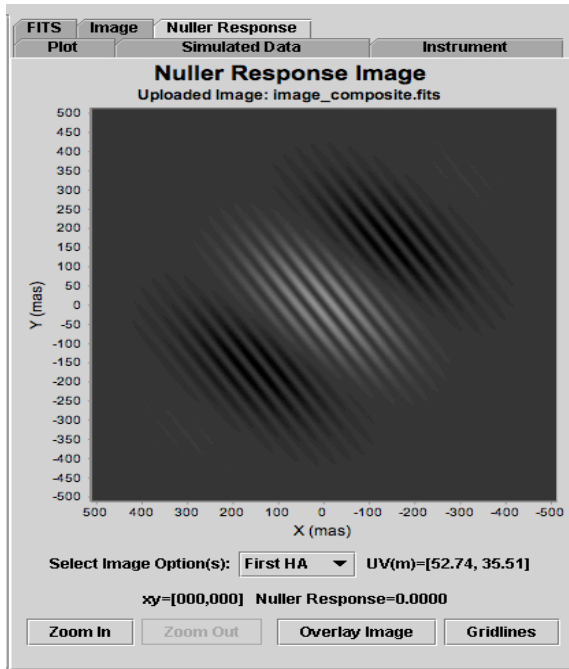 FITS Image Nuller Response
Plot Simulated Data Instrument
Nuller Response Image
Uploaded Image: image_composite.fits
500
450
400
350
300
250
200
150
100
50
0
-50
-100
-150
-200
-250
-300
-350
-400
-450
-500
Y (mas)
500 400 300 200 100 0 -100 -200 -300 -400 -500
X (mas)
Select Image Option(s): First HA UV(m)=[52.74, 35.51]
xy=[000,000] Nuller Response=0.0000
Zoom In Zoom Out Overlay Image Gridlines